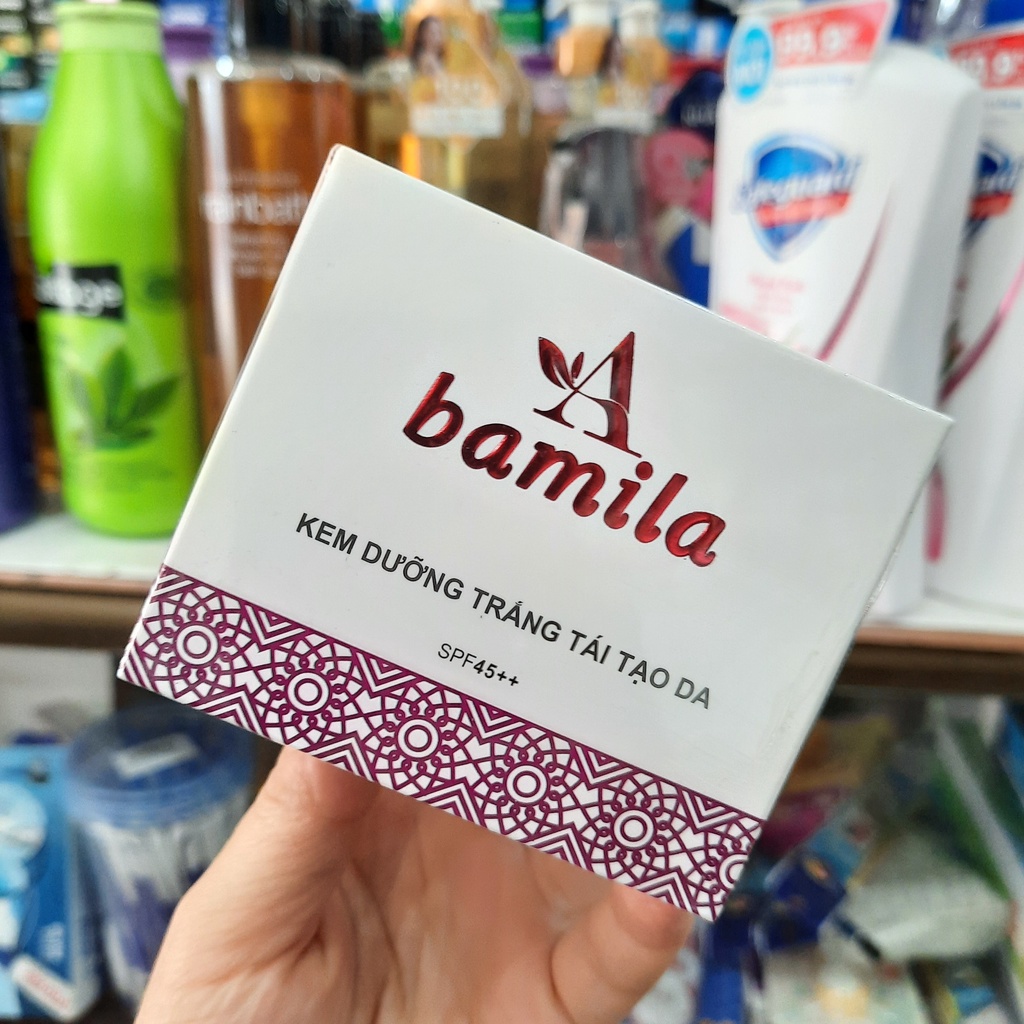 A
bamila
KEM DƯỠNG TRẮNG TÁI TẠO DA
SPF45++